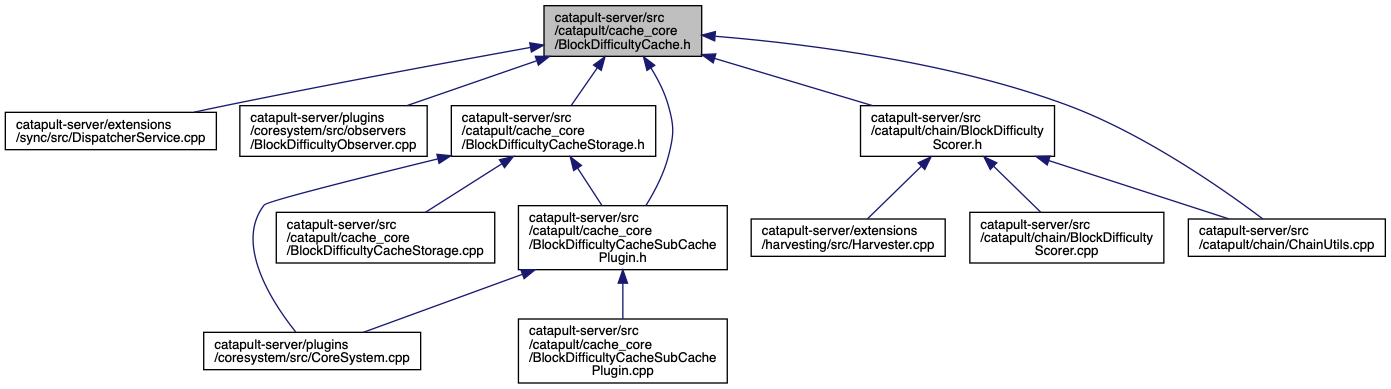 catapult-server/src
/catapult/cache_core
/BlockDifficultyCache.h
catapult-server/extensions
/sync/src/DispatcherService.cpp
catapult-server/plugins
/coresystem/src/observers
/BlockDifficultyObserver.cpp
catapult-server/src
/catapult/cache_core
/BlockDifficultyCacheStorage.h
catapult-server/src
/catapult/chain/BlockDifficulty
Scorer.h
catapult-server/src
/catapult/cache_core
/BlockDifficultyCacheStorage.cpp
catapult-server/src
/catapult/cache_core
/BlockDifficultyCacheSubCache
Plugin.h
catapult-server/extensions
/harvesting/src/Harvester.cpp
catapult-server/src
/catapult/chain/BlockDifficulty
Scorer.cpp
catapult-server/src
/catapult/chain/ChainUtils.cpp
catapult-server/plugins
/coresystem/src/CoreSystem.cpp
catapult-server/src
/catapult/cache_core
/BlockDifficultyCacheSubCache
Plugin.cpp